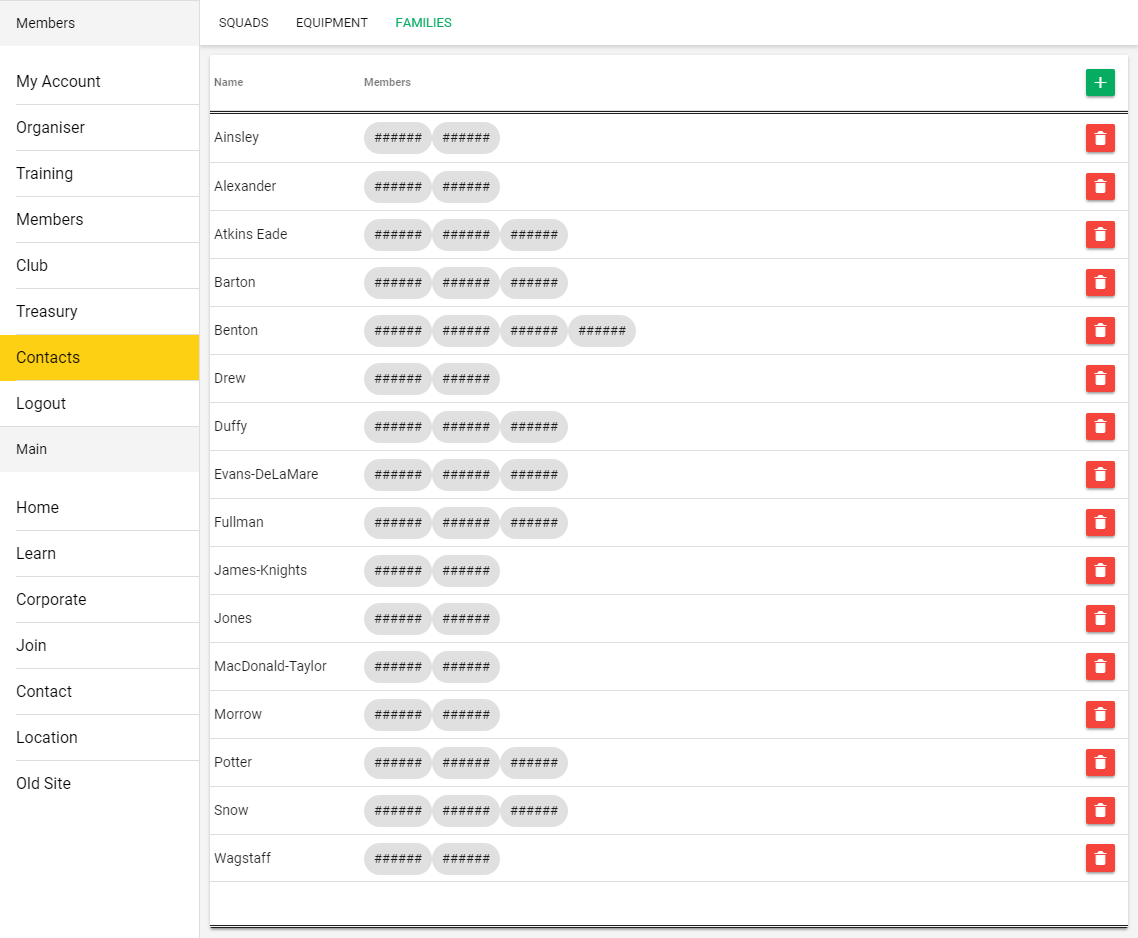 Members
My Account
Organiser
Training
Members
Club
Treasury
Contacts
Logout
Main
Home
Learn
Corporate
Join
Contact
Location
Old Site
SQUADS EQUIPMENT FAMILIES
Name Members +
Ainsley ###### ######
Alexander ###### ######
Atkins Eade ###### ###### ######
Barton ###### ###### ######
Benton ###### ###### ###### ######
Drew ###### ######
Duffy ###### ###### ######
Evans-DeLaMare ###### ###### ######
Fullman ###### ###### ######
James-Knights ###### ######
Jones ###### ######
MacDonald-Taylor ###### ######
Morrow ###### ######
Potter ###### ###### ######
Snow ###### ###### ######
Wagstaff ###### ######